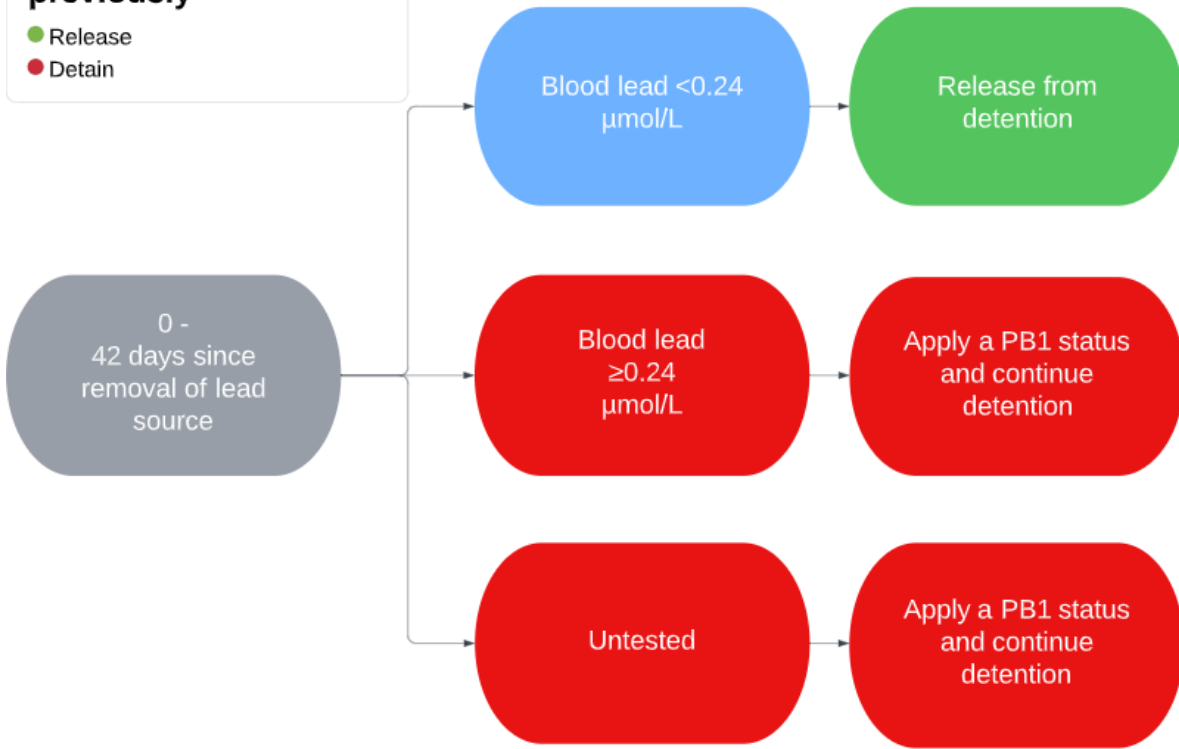 previously
Release
Detain
Blood lead <0.24
µmol/L
Release from
detention
0 -
42 days since
removal of lead
source
Blood lead
≥0.24
µmol/L
Apply a PB1 status
and continue
detention
Untested
Apply a PB1 status
and continue
detention